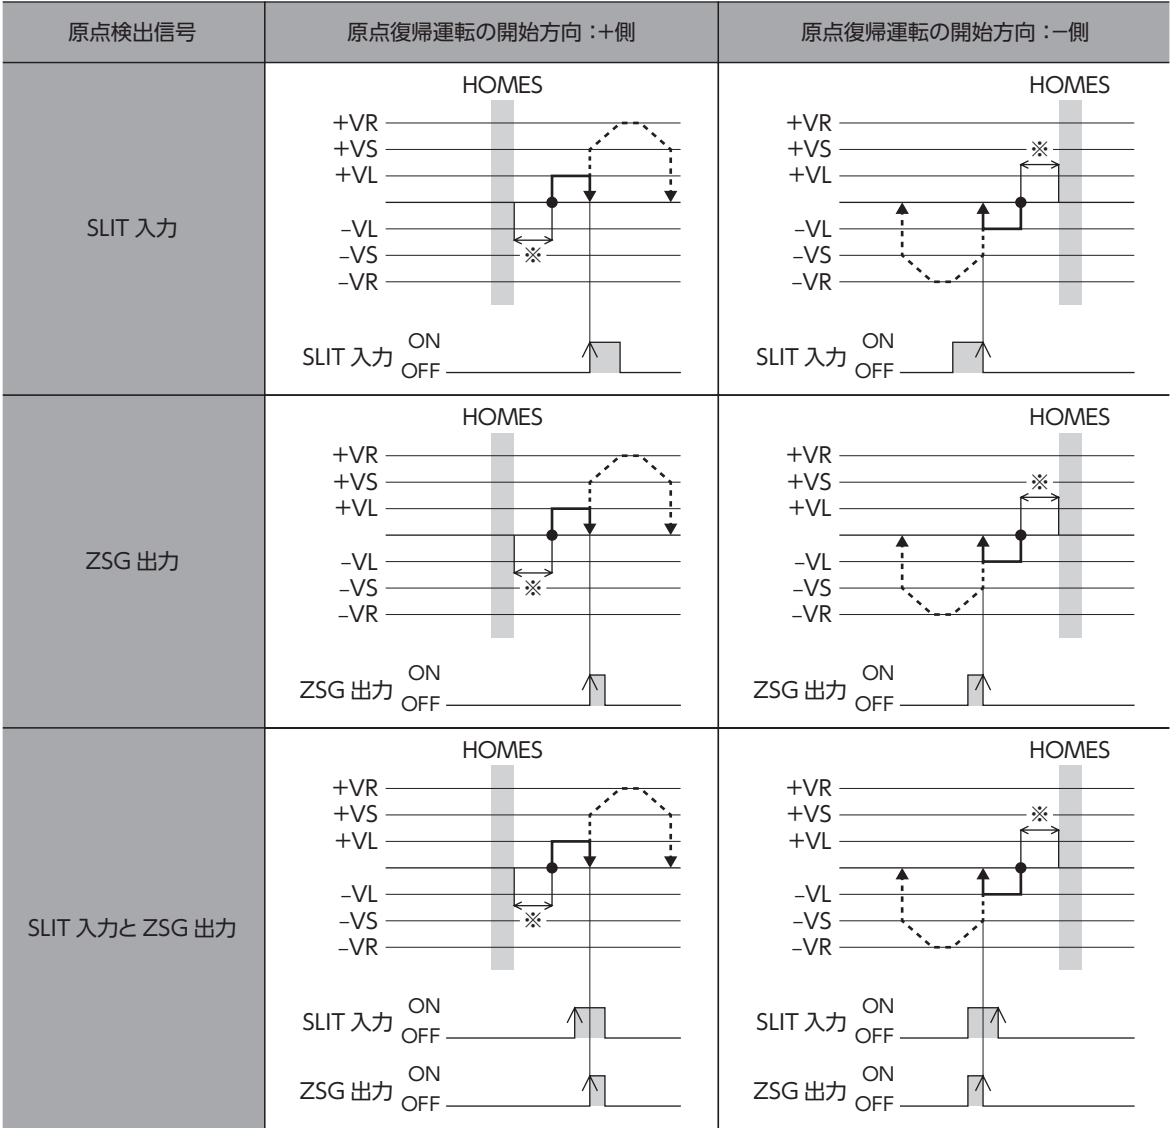 原点検出信号
原点復帰運転の開始方向：+側
原点復帰運転の開始方向：−側
SLIT 入力
HOMES
+VR
+VS
+VL
–VL
–VS
–VR
※
SLIT 入力
ON
OFF
HOMES
+VR
+VS
+VL
–VL
–VS
–VR
※
SLIT 入力
ON
OFF
ZSG 出力
HOMES
+VR
+VS
+VL
–VL
–VS
–VR
※
ZSG 出力
ON
OFF
HOMES
+VR
+VS
+VL
–VL
–VS
–VR
※
ZSG 出力
ON
OFF
SLIT 入力と ZSG 出力
HOMES
+VR
+VS
+VL
–VL
–VS
–VR
※
SLIT 入力
ON
OFF
ZSG 出力
ON
OFF
HOMES
+VR
+VS
+VL
–VL
–VS
–VR
※
SLIT 入力
ON
OFF
ZSG 出力
ON
OFF